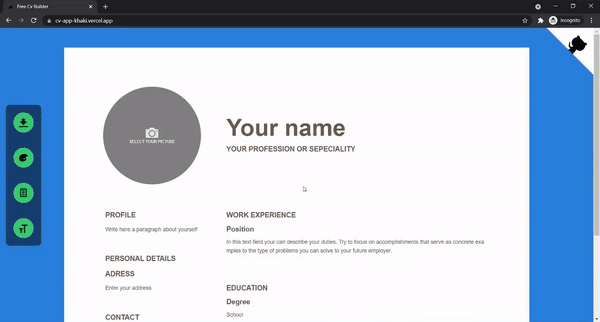 Free Cv Builder
cv-app-khaki.vercel.app
Incognito
SELECT YOUR PICTURE
Your name
YOUR PROFESSION OR SEPECIALITY
PROFILE
Write here a paragraph about yourself
PERSONAL DETAILS
ADRESS
Enter your address
CONTACT
WORK EXPERIENCE
Position
In this text field your can describe your duties. Try to focus on accomplishments that serve as concrete exa
mples to the type of problems you can solve to your future employer.
EDUCATION
Degree
School